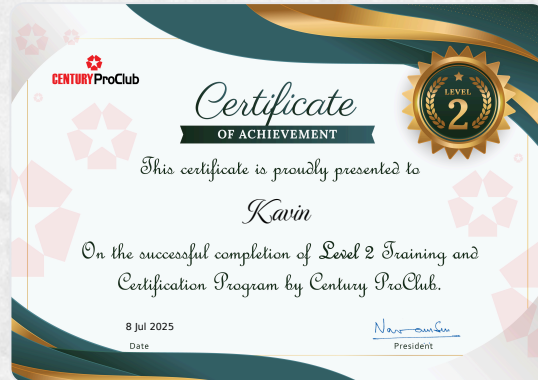 CENTURY ProClub
LEVEL
2
Certificate
OF ACHIEVEMENT
This certificate is proudly presented to
Kavin
On the successful completion of Level 2 Training and
Certification Program by Century ProClub.
8 Jul 2025
Date
President